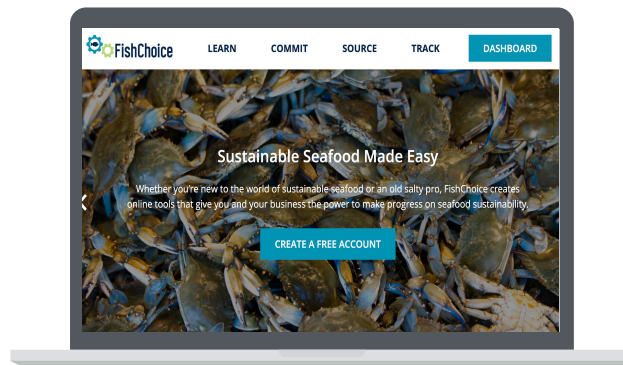 FishChoice
LEARN
COMMIT
SOURCE
TRACK
DASHBOARD
Sustainable Seafood Made Easy
Whether you're new to the world of sustainable seafood or an old salty pro, FishChoice creates
online tools that give you and your business the power to make progress on seafood sustainability.
CREATE A FREE ACCOUNT